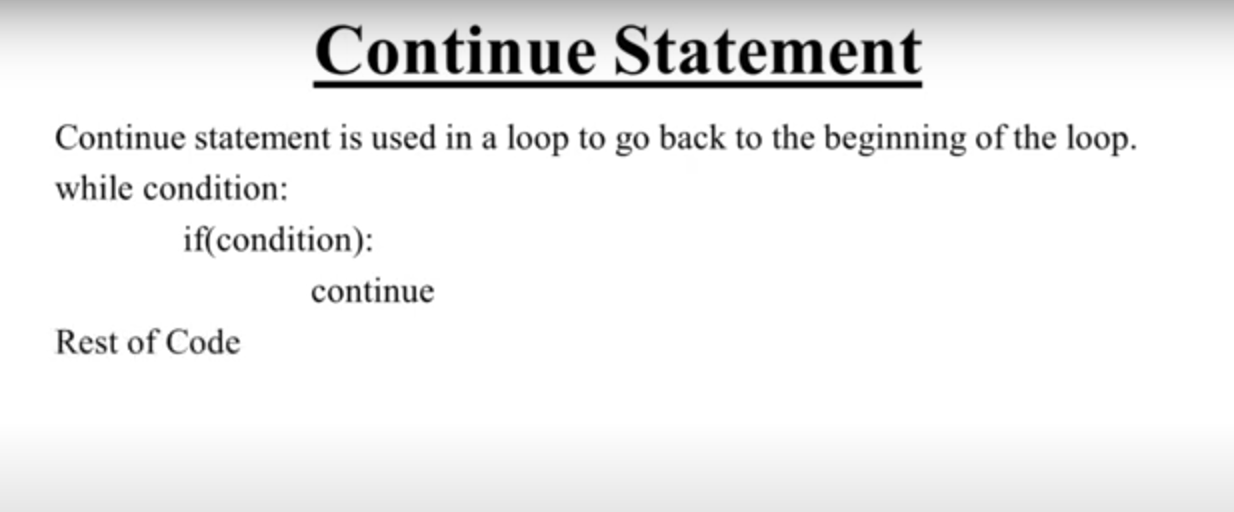 Continue Statement
Continue statement is used in a loop to go back to the beginning of the loop.
while condition:
if(condition):
continue
Rest of Code